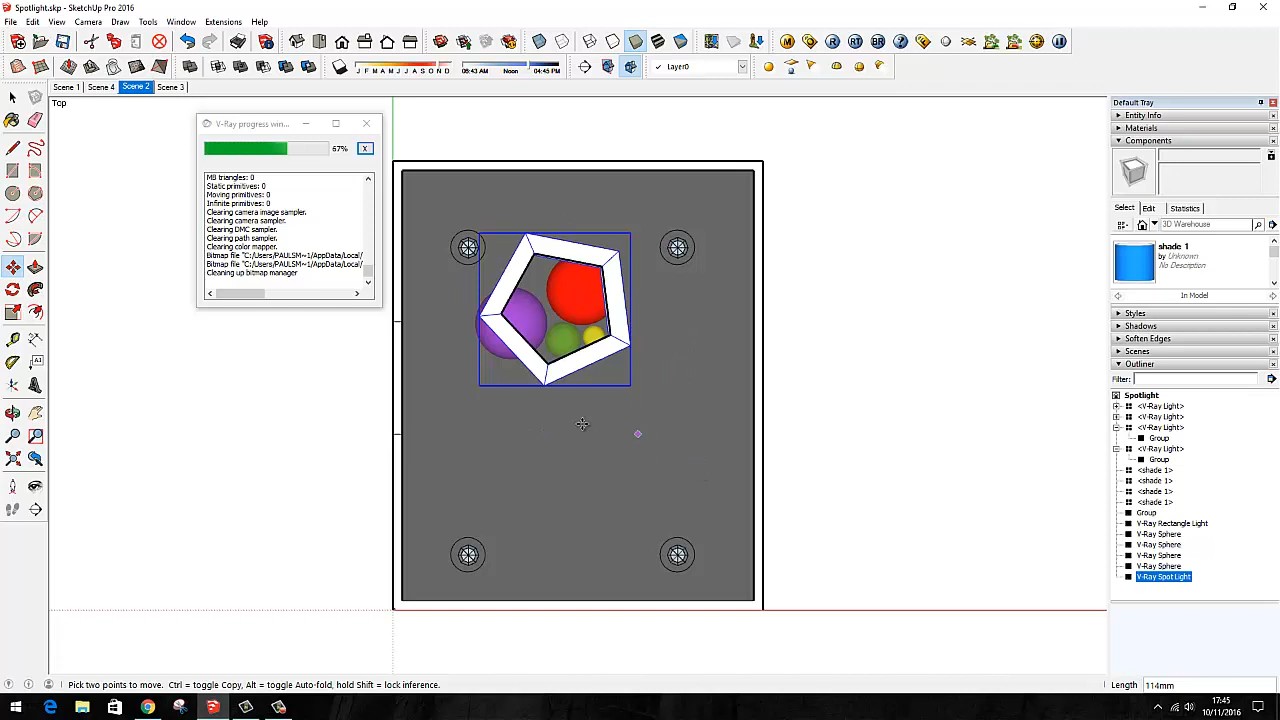 Spotlight.skp - SketchUp Pro 2016
File Edit View Camera Draw Tools Window Extensions Help
J F M A M J J A S O N D 06:43 AM Noon 04:45 PM
Layer0
Scene 1 Scene 4 Scene 2 Scene 3
Top
V-Ray progress win...
67% X
MB triangles: 0
Static primitives: 0
Moving primitives: 0
Infinite primitives: 0
Clearing camera image sampler.
Clearing camera sampler.
Clearing DMC sampler.
Clearing path sampler.
Clearing color mapper.
Bitmap file "C:/Users/PAULSM~1/AppData/Local/
Bitmap file "C:/Users/PAULSM~1/AppData/Local/
Cleaning up bitmap manager
Default Tray
Entity Info
Materials
Components
Select Edit Statistics
3D Warehouse
shade 1
by Unknown
No Description
In Model
Styles
Shadows
Soften Edges
Scenes
Outliner
Filter:
Spotlight
<V-Ray Light>
<V-Ray Light>
<V-Ray Light>
Group
<V-Ray Light>
Group
<shade 1>
<shade 1>
<shade 1>
<shade 1>
Group
V-Ray Rectangle Light
V-Ray Sphere
V-Ray Sphere
V-Ray Sphere
V-Ray Sphere
V-Ray Spot Light
Pick two points to move. Ctrl = toggle Copy, Alt = toggle Auto-fold, hold Shift = lock inference.
Length 114mm
17:45
10/11/2016